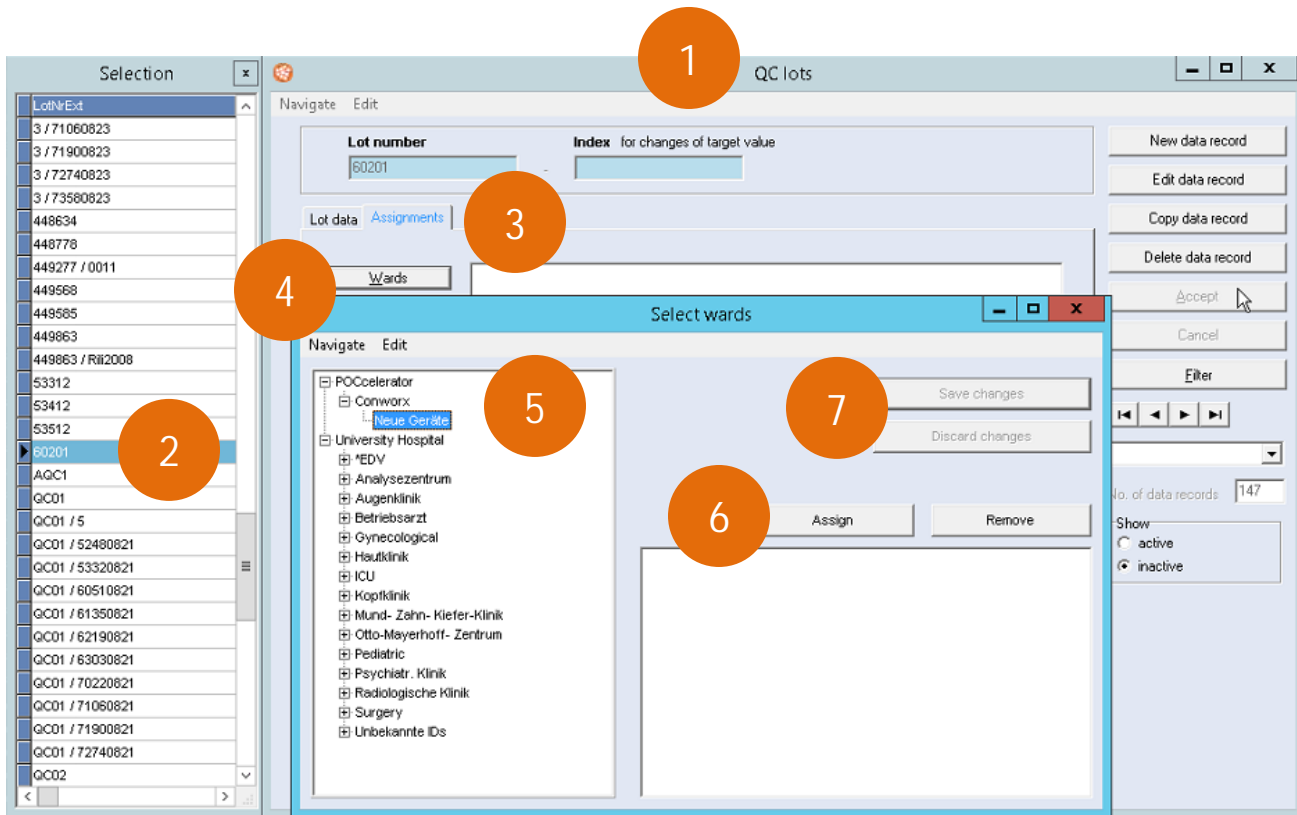 1
Selection
x
QC lots
LotNrExt
3 / 71060823
3 / 71900823
3 / 72740823
3 / 73580823
448634
448778
449277 / 0011
449568
449585
449863
449863 / Rili2008
53312
53412
53512
60201
AQC1
QC01
QC01 / 5
QC01 / 52480821
QC01 / 53320821
QC01 / 60510821
QC01 / 61350821
QC01 / 62190821
QC01 / 63030821
QC01 / 70220821
QC01 / 71060821
QC01 / 71900821
QC01 / 72740821
QC02
2
Navigate Edit
Lot number
Index for changes of target value
60201
-
Lot data Assignments
3
4
Wards
Select wards
Navigate Edit
POCcelerator
Conworx
Neue Geräte
University Hospital
*EDV
Analysezentrum
Augenklinik
Betriebsarzt
Gynecological
Hautklinik
ICU
Kopfklinik
Mund- Zahn- Kiefer-Klinik
Otto-Mayerhoff- Zentrum
Pediatric
Psychiatr. Klinik
Radiologische Klinik
Surgery
Unbekannte IDs
5
7
Save changes
Discard changes
6
Assign
Remove
New data record
Edit data record
Copy data record
Delete data record
Accept
Cancel
Filter
No. of data records 147
Show
active
inactive